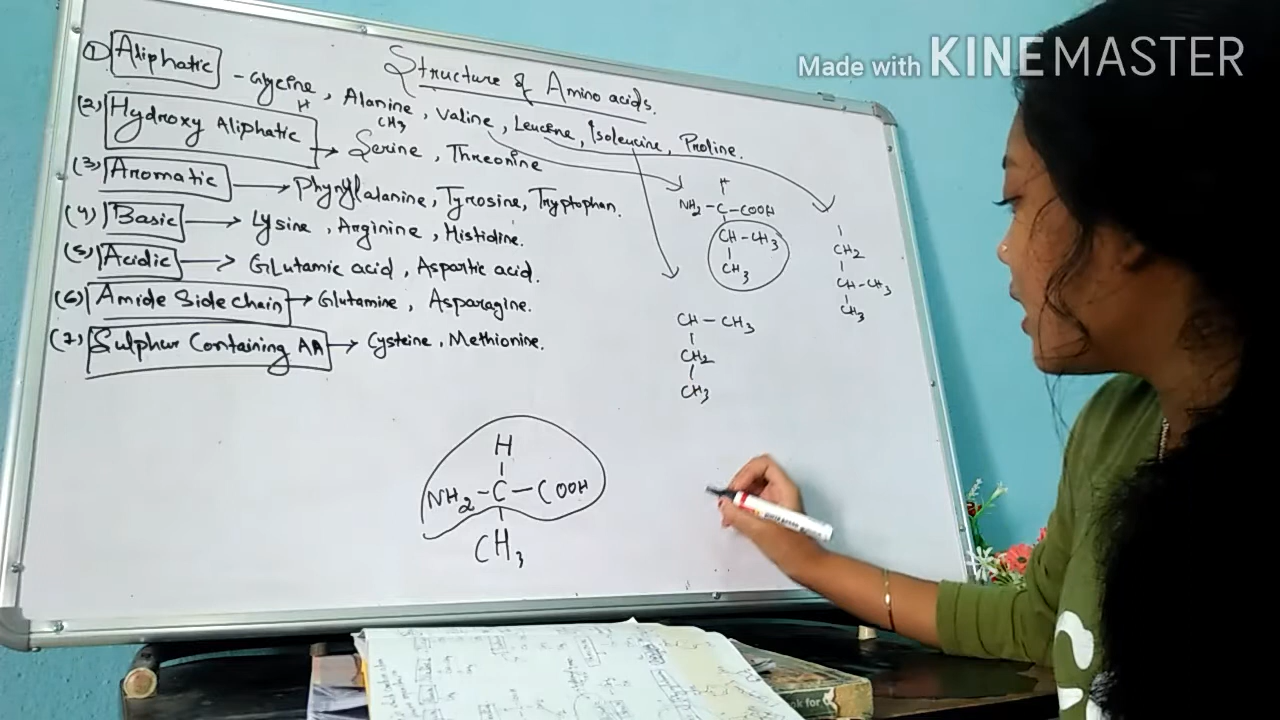 Made with KINEMASTER
Structure of Amino acids.
(1) Aliphatic - Glyceine, Alanine, Valine, Leucene, Isoleucine, Proline.
H
CH3
(2) Hydroxy Aliphatic → Serine, Threonine
(3) Aromatic → Phynylalanine, Tyrosine, Tryptophan.
(4) Basic → Lysine, Arginine, Histidine.
(5) Acidic → Glutamic acid, Aspartic acid.
(6) Amide Side chain → Glutamine, Asparagine.
(7) Sulphur Containing AA → Cysteine, Methionine.
H
NH2 - C - COOH
CH - CH3
CH3
CH2
CH - CH3
CH3
CH - CH3
CH2
CH3
H
NH2 - C - COOH
CH3